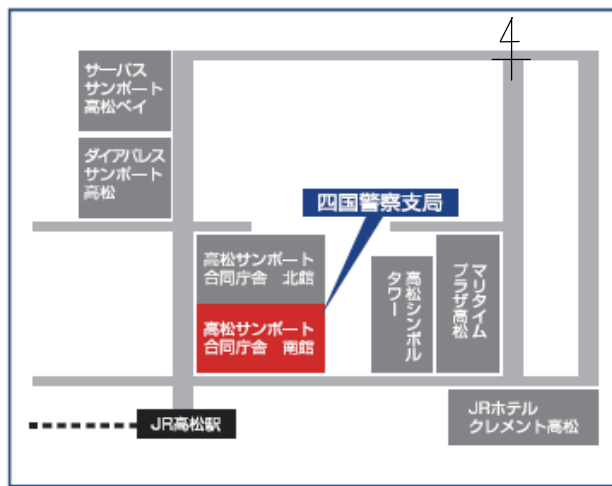 サーパス
サンポート
高松ベイ
ダイアパレス
サンポート
高松
四国警察支局
高松サンポート
合同庁舎 北館
高松サンポート
合同庁舎 南館
高松シンボル
タワー
マリタイム
プラザ高松
JR高松駅
JRホテル
クレメント高松